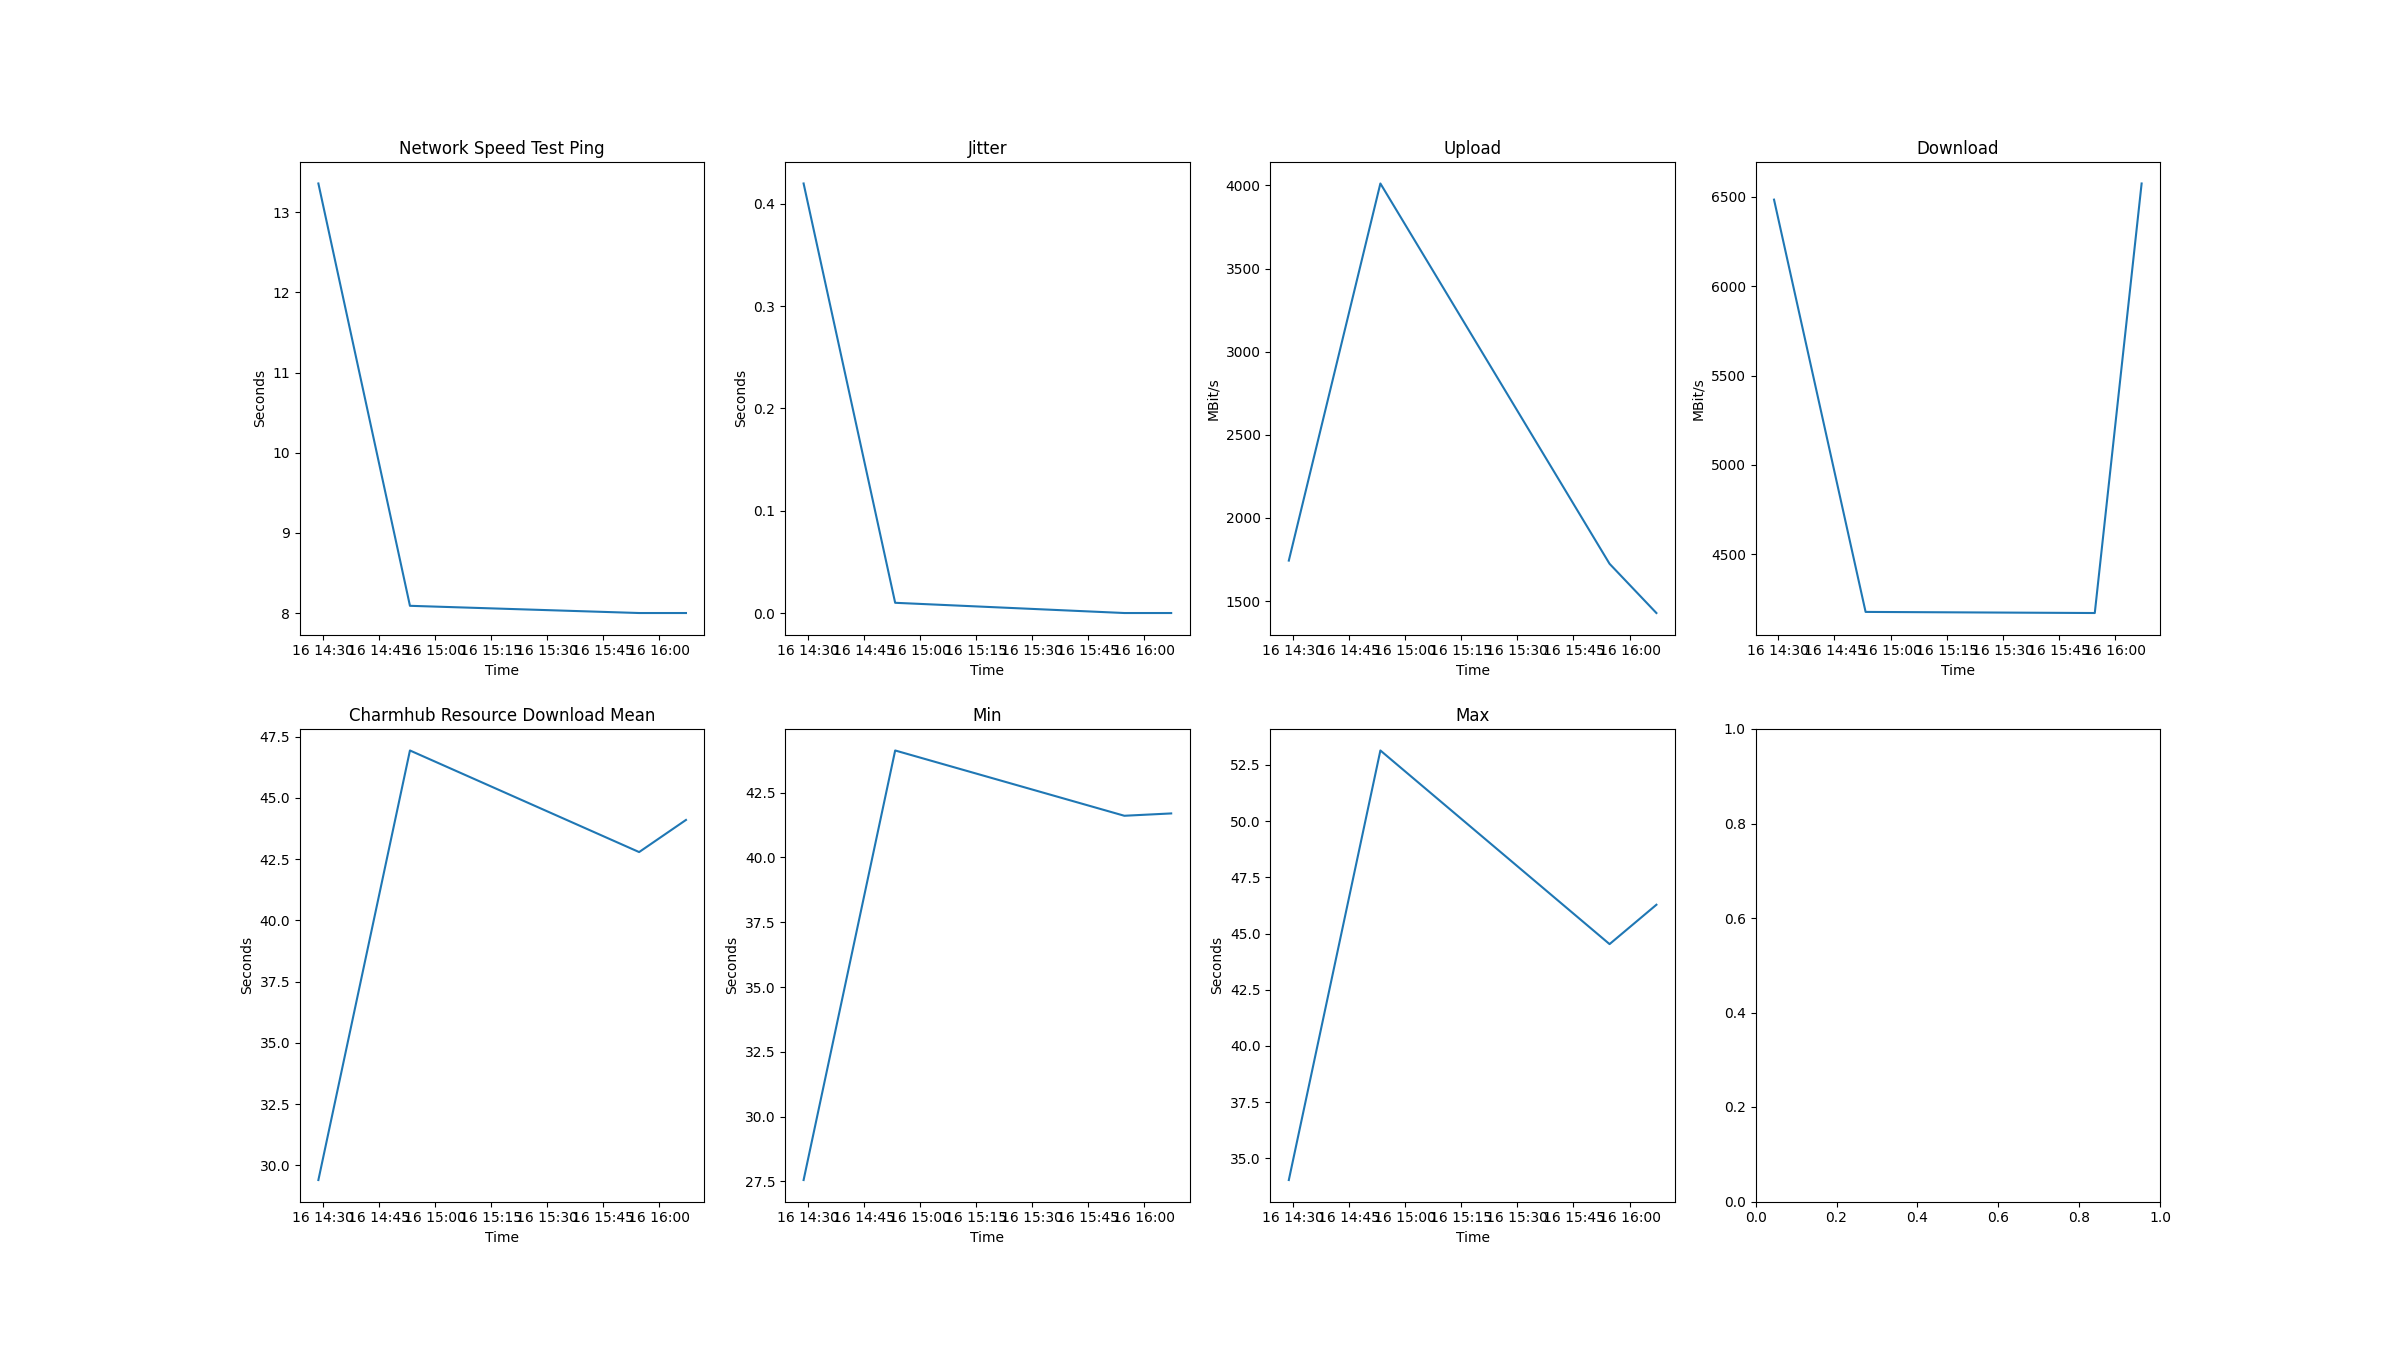 Network Speed Test Ping
13
12
11
10
9
8
Seconds
16 14:30 16 14:45 16 15:00 16 15:15 16 15:30 16 15:45 16 16:00
Time
Jitter
0.4
0.3
0.2
0.1
0.0
Seconds
16 14:30 16 14:45 16 15:00 16 15:15 16 15:30 16 15:45 16 16:00
Time
Upload
4000
3500
3000
2500
2000
1500
MBit/s
16 14:30 16 14:45 16 15:00 16 15:15 16 15:30 16 15:45 16 16:00
Time
Download
6500
6000
5500
5000
4500
MBit/s
16 14:30 16 14:45 16 15:00 16 15:15 16 15:30 16 15:45 16 16:00
Time
Charmhub Resource Download Mean
47.5
45.0
42.5
40.0
37.5
35.0
32.5
30.0
Seconds
16 14:30 16 14:45 16 15:00 16 15:15 16 15:30 16 15:45 16 16:00
Time
Min
42.5
40.0
37.5
35.0
32.5
30.0
27.5
Seconds
16 14:30 16 14:45 16 15:00 16 15:15 16 15:30 16 15:45 16 16:00
Time
Max
52.5
50.0
47.5
45.0
42.5
40.0
37.5
35.0
Seconds
16 14:30 16 14:45 16 15:00 16 15:15 16 15:30 16 15:45 16 16:00
Time
1.0
0.8
0.6
0.4
0.2
0.0
0.0 0.2 0.4 0.6 0.8 1.0